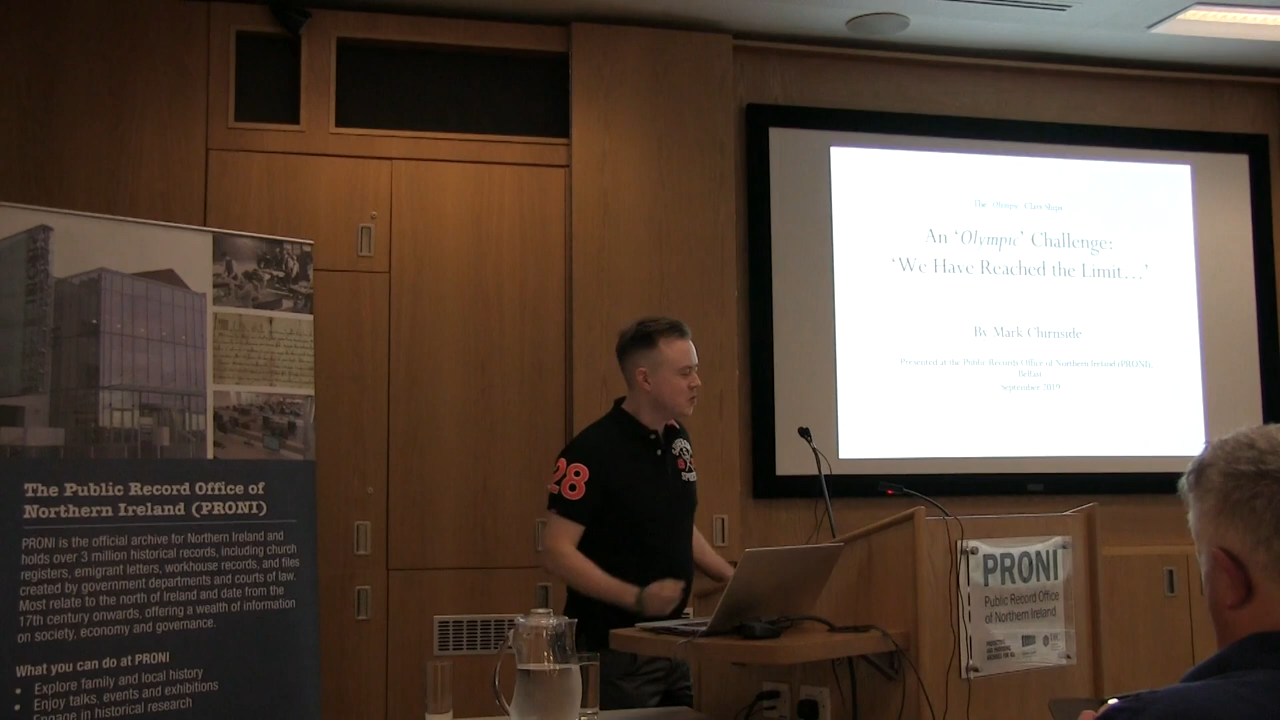 The Public Record Office of
Northern Ireland (PRONI)
PRONI is the official archive for Northern Ireland and
holds over 3 million historical records, including church
registers, emigrant letters, workhouse records, and files
created by government departments and courts of law.
Most relate to the north of Ireland and date from the
17th century onwards, offering a wealth of information
on society, economy and governance.
What you can do at PRONI
• Explore family and local history
• Enjoy talks, events and exhibitions
• Engage in historical research
28
The Olympic Class Ships
An ‘Olympic’ Challenge:
‘We Have Reached the Limit…’
By Mark Chirnside
Presented at the Public Records Office of Northern Ireland (PRONI),
Belfast
September 2019
PRONI
Public Record Office
of Northern Ireland